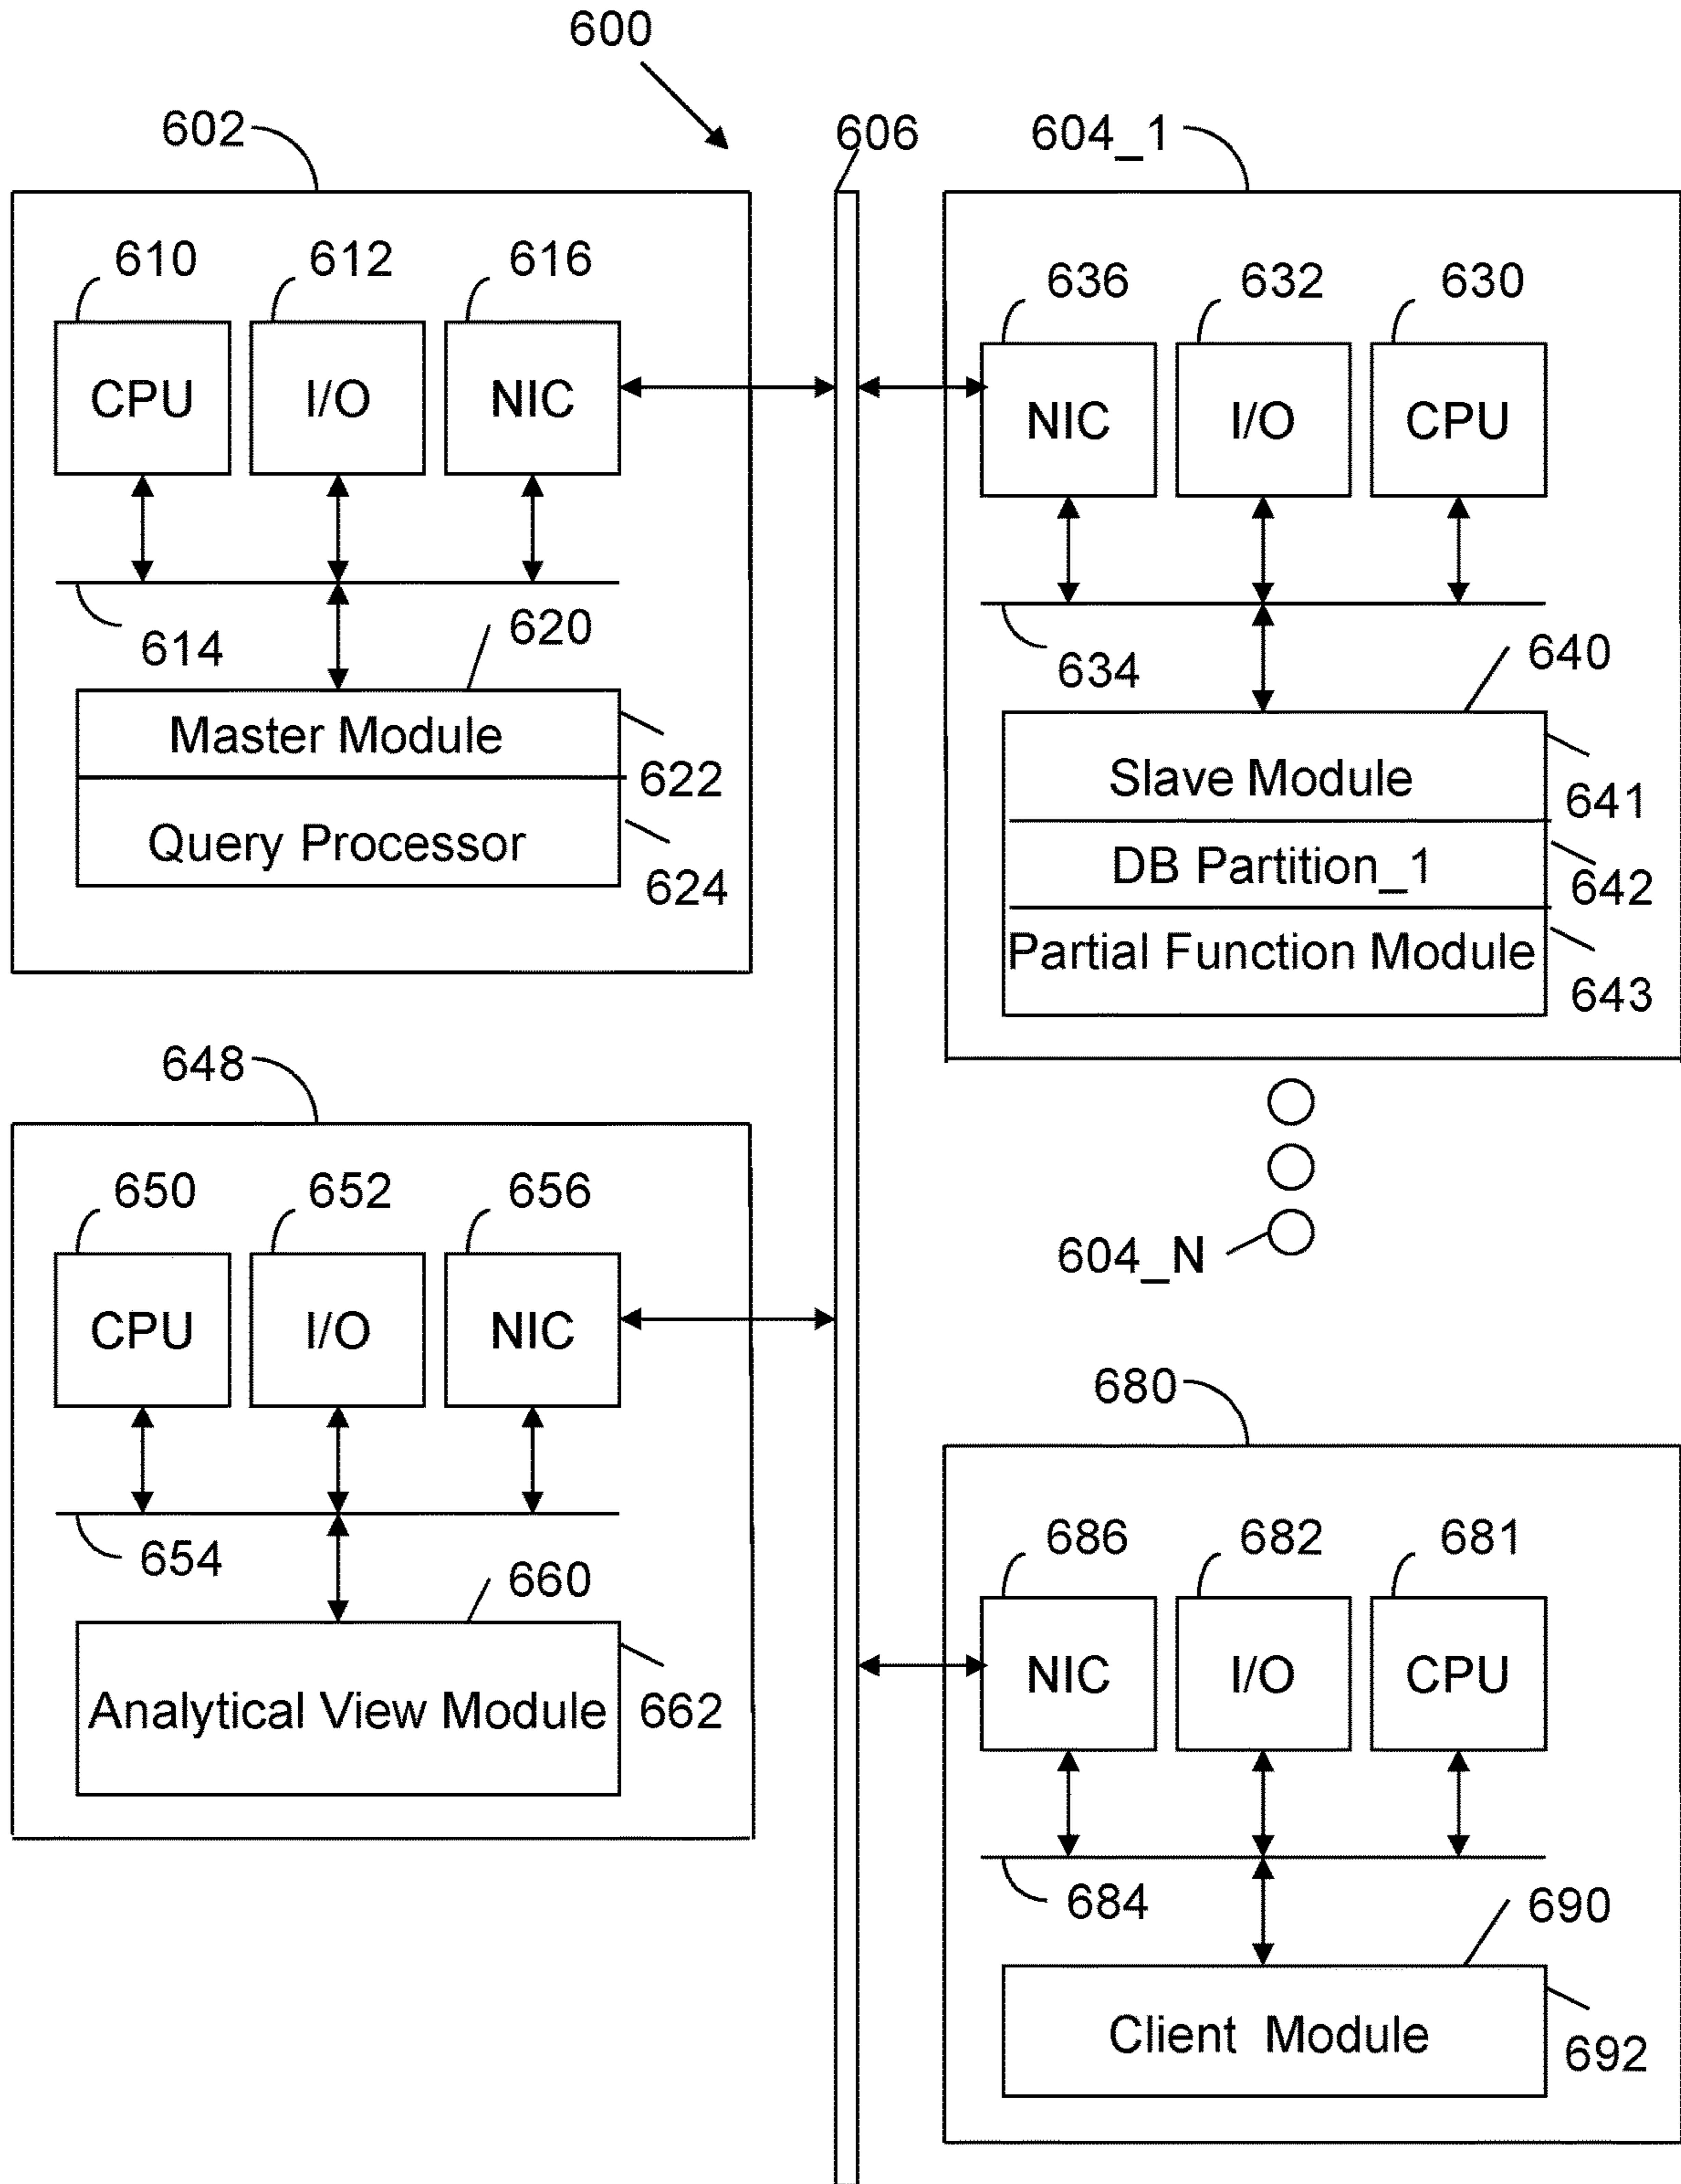 600
602
606
604_1
610
612
616
CPU
I/O
NIC
614
620
Master Module
622
Query Processor
624
636
632
630
NIC
I/O
CPU
634
640
Slave Module
641
DB Partition_1
642
Partial Function Module
643
648
650
652
656
CPU
I/O
NIC
654
660
Analytical View Module
662
604_N
680
686
682
681
NIC
I/O
CPU
684
690
Client Module
692